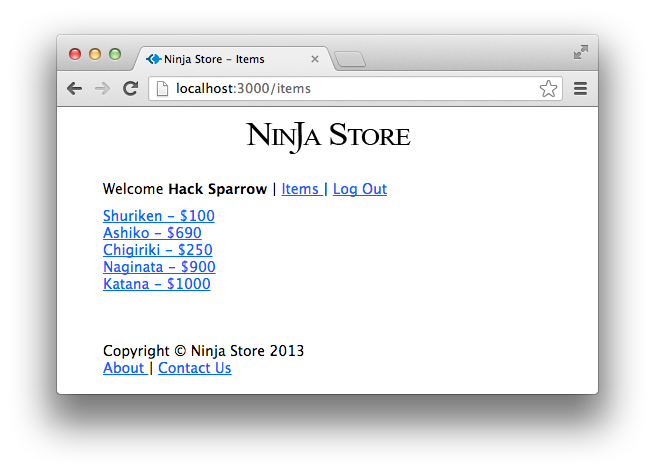 Ninja Store – Items
localhost:3000/items
NINJA STORE
Welcome Hack Sparrow | Items | Log Out
Shuriken – $100
Ashiko – $690
Chigiriki – $250
Naginata – $900
Katana – $1000
Copyright © Ninja Store 2013
About | Contact Us